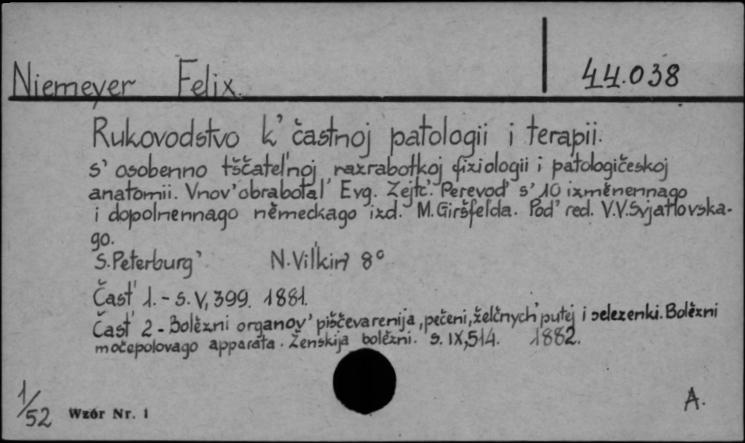 Niemeyer Felix. 44.038
Rukovodstvo k' častnoj patologii i terapii.
s' osobenno tščatel'noj razrabotkoj fiziologii i patologičeskoj
anatomii. Vnov' obrabotal' Evg. Zejtc'. Perevod' s' 10 izměnennago
i dopolnennago německago izd. M. Giršfel'da. Pod' red. V.V. Svjatlovska-
go.
S. Peterburg' N. Vilkin' 8°
Čast' 1. - s. V, 399. 1881.
Čast' 2 - Bolězni organov' piščevarenija, pečeni, želčnych' putej i selezenki. Bolězni
močepolovago apparata. Ženskija bolězni. s. IX, 514. 1882.
A.
1/52 Wzór Nr. 1